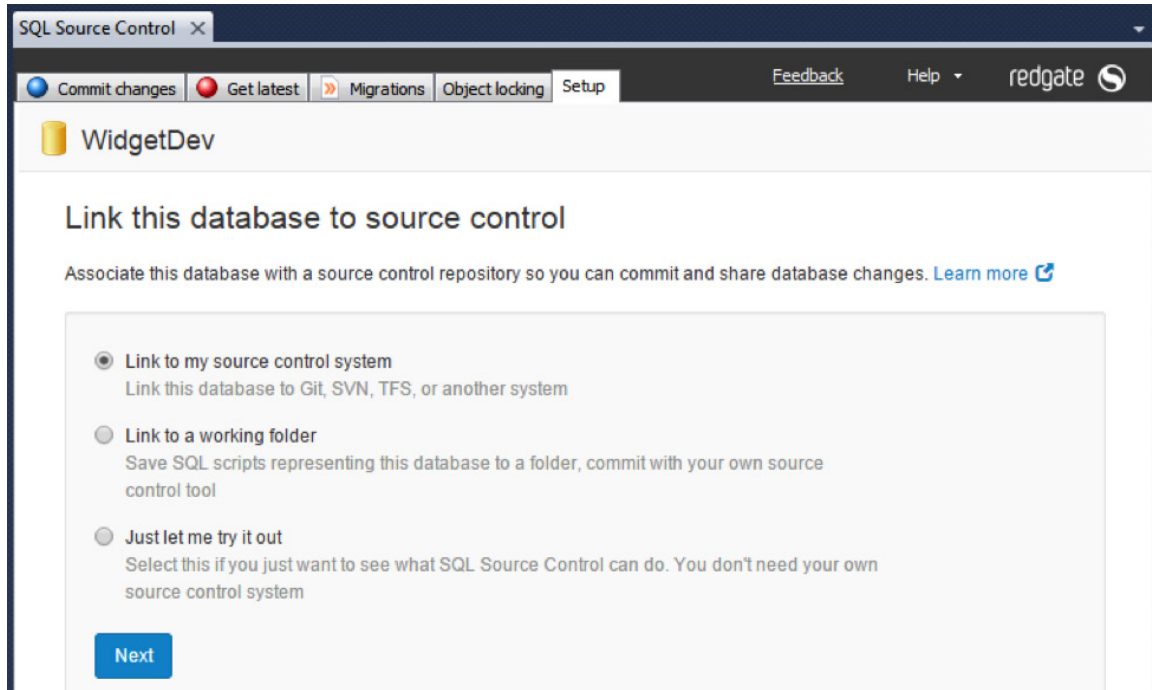 SQL Source Control
Commit changes Get latest Migrations Object locking Setup Feedback Help redgate
WidgetDev
Link this database to source control
Associate this database with a source control repository so you can commit and share database changes. Learn more
Link to my source control system
Link this database to Git, SVN, TFS, or another system
Link to a working folder
Save SQL scripts representing this database to a folder, commit with your own source
control tool
Just let me try it out
Select this if you just want to see what SQL Source Control can do. You don't need your own
source control system
Next